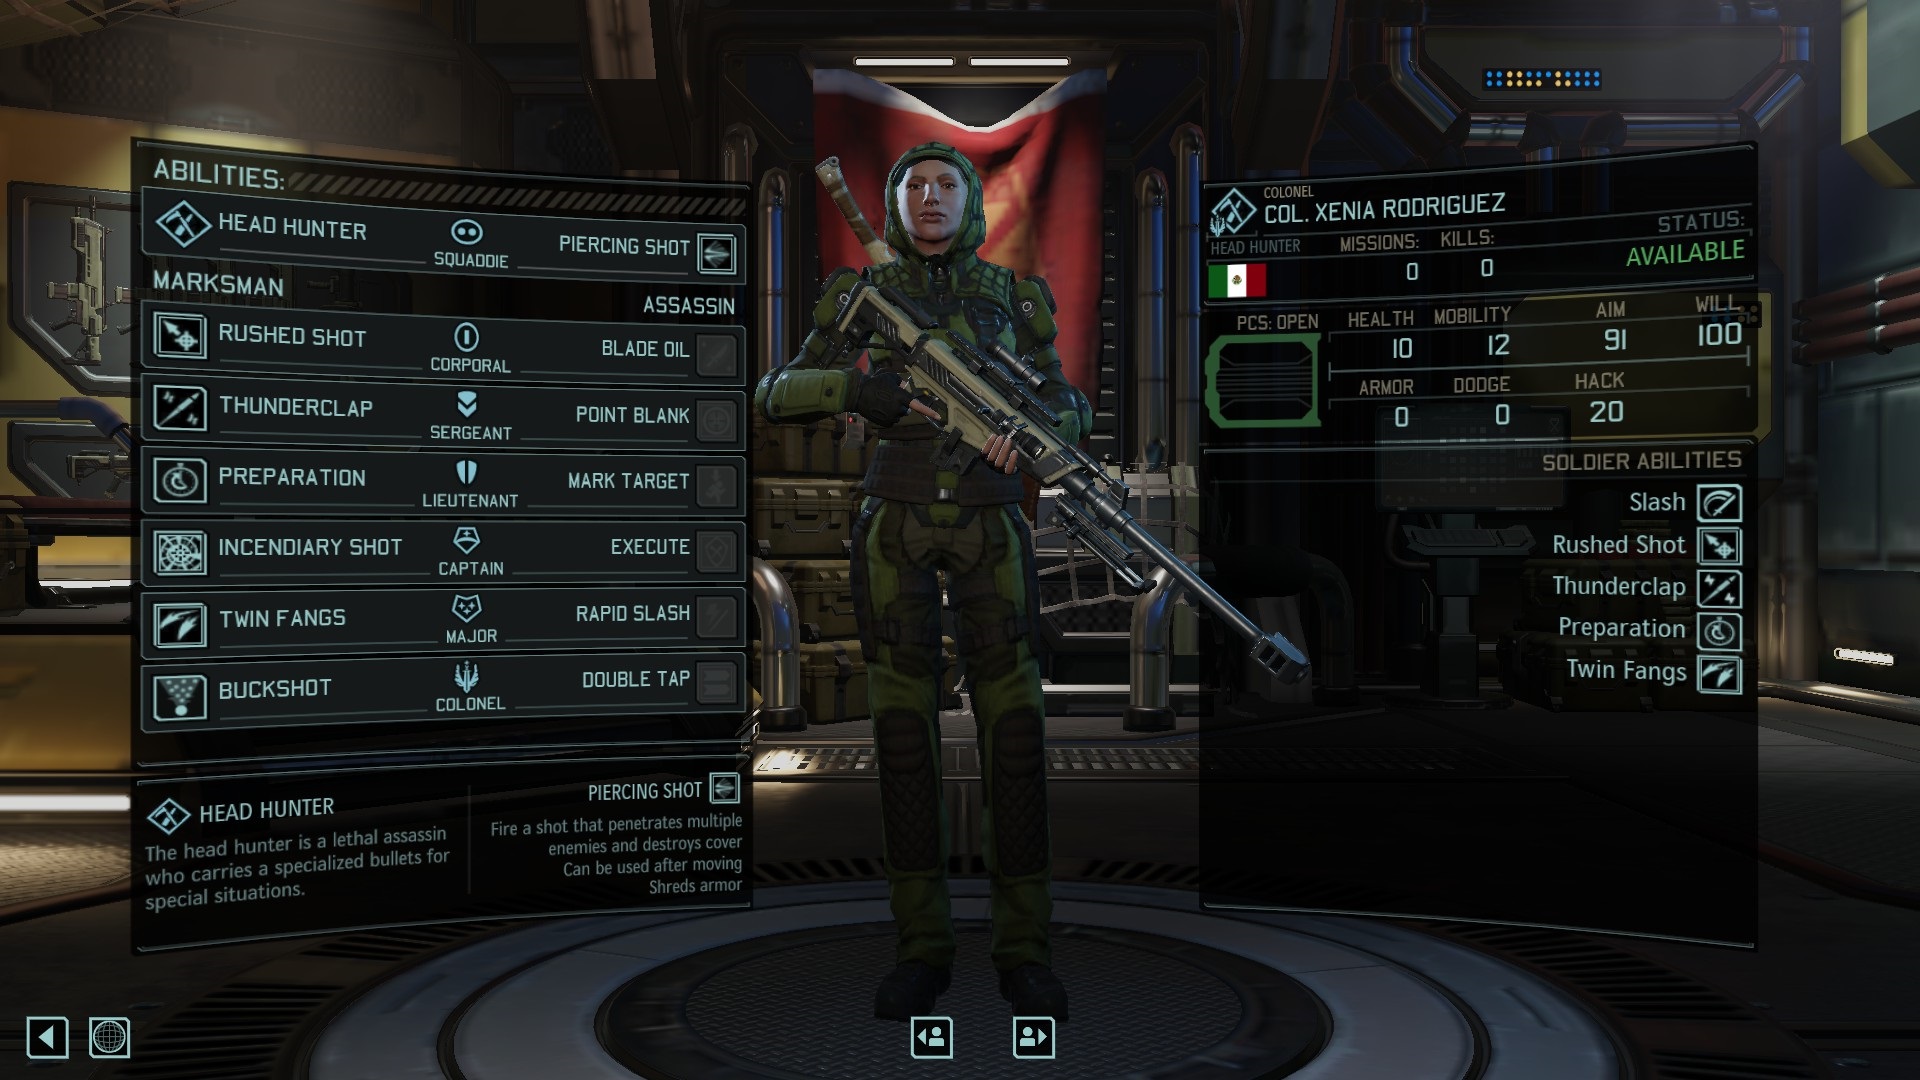 ABILITIES:
HEAD HUNTER
SQUADDIE
PIERCING SHOT
MARKSMAN
ASSASSIN
RUSHED SHOT
CORPORAL
BLADE OIL
THUNDERCLAP
SERGEANT
POINT BLANK
PREPARATION
LIEUTENANT
MARK TARGET
INCENDIARY SHOT
CAPTAIN
EXECUTE
TWIN FANGS
MAJOR
RAPID SLASH
BUCKSHOT
COLONEL
DOUBLE TAP
HEAD HUNTER
The head hunter is a lethal assassin
who carries a specialized bullets for
special situations.
PIERCING SHOT
Fire a shot that penetrates multiple
enemies and destroys cover
Can be used after moving
Shreds armor
COLONEL
COL. XENIA RODRIGUEZ
HEAD HUNTER
MISSIONS: KILLS:
0 0
STATUS:
AVAILABLE
PCS: OPEN
HEALTH MOBILITY AIM WILL
10 12 91 100
ARMOR DODGE HACK
0 0 20
SOLDIER ABILITIES
Slash
Rushed Shot
Thunderclap
Preparation
Twin Fangs